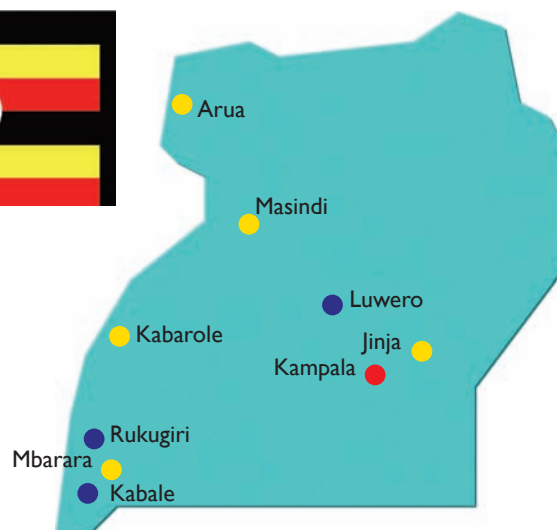 Arua
Masindi
Luwero
Kabarole
Jinja
Kampala
Rukugiri
Mbarara
Kabale